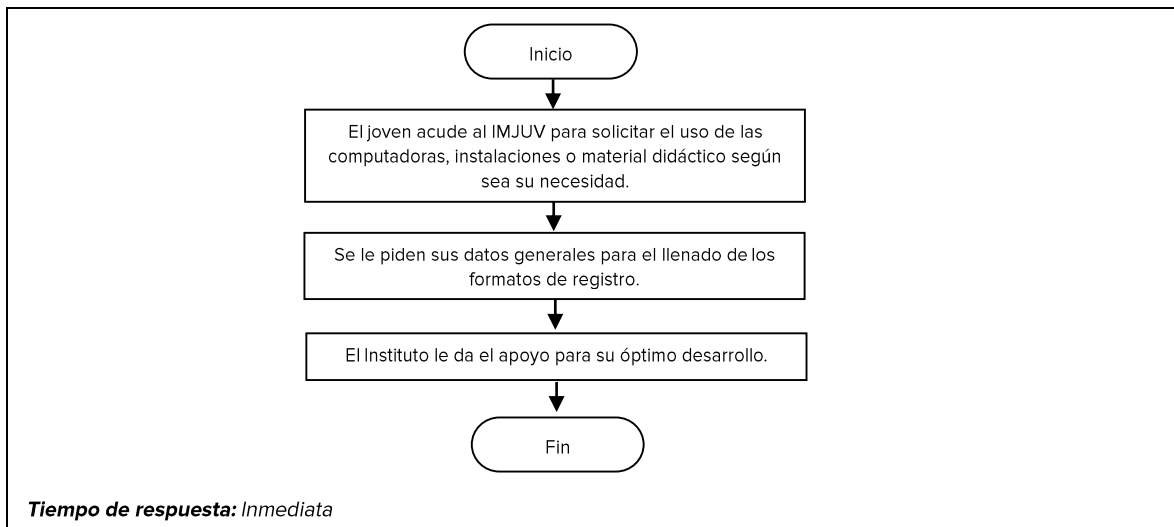 Inicio
El joven acude al IMJUV para solicitar el uso de las
computadoras, instalaciones o material didáctico según
sea su necesidad.
Se le piden sus datos generales para el llenado de los
formatos de registro.
El Instituto le da el apoyo para su óptimo desarrollo.
Fin
Tiempo de respuesta: Inmediata